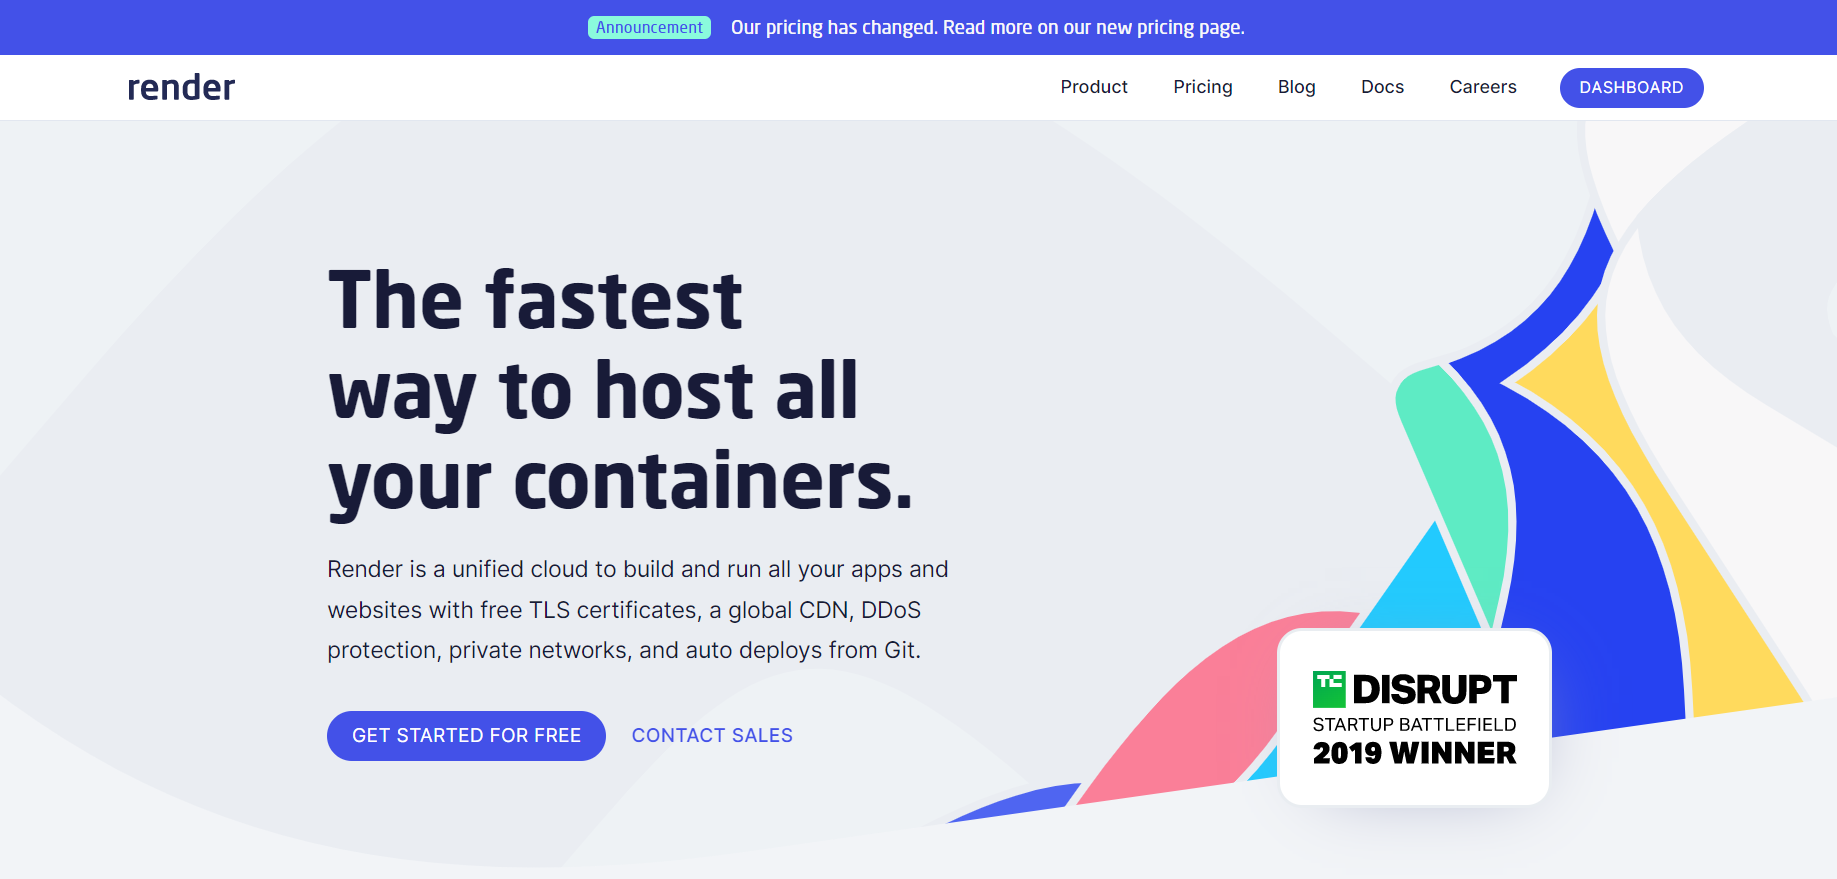 Announcement Our pricing has changed. Read more on our new pricing page.
render Product Pricing Blog Docs Careers DASHBOARD
The fastest
way to host all
your containers.
Render is a unified cloud to build and run all your apps and
websites with free TLS certificates, a global CDN, DDoS
protection, private networks, and auto deploys from Git.
GET STARTED FOR FREE CONTACT SALES
TC DISRUPT
STARTUP BATTLEFIELD
2019 WINNER